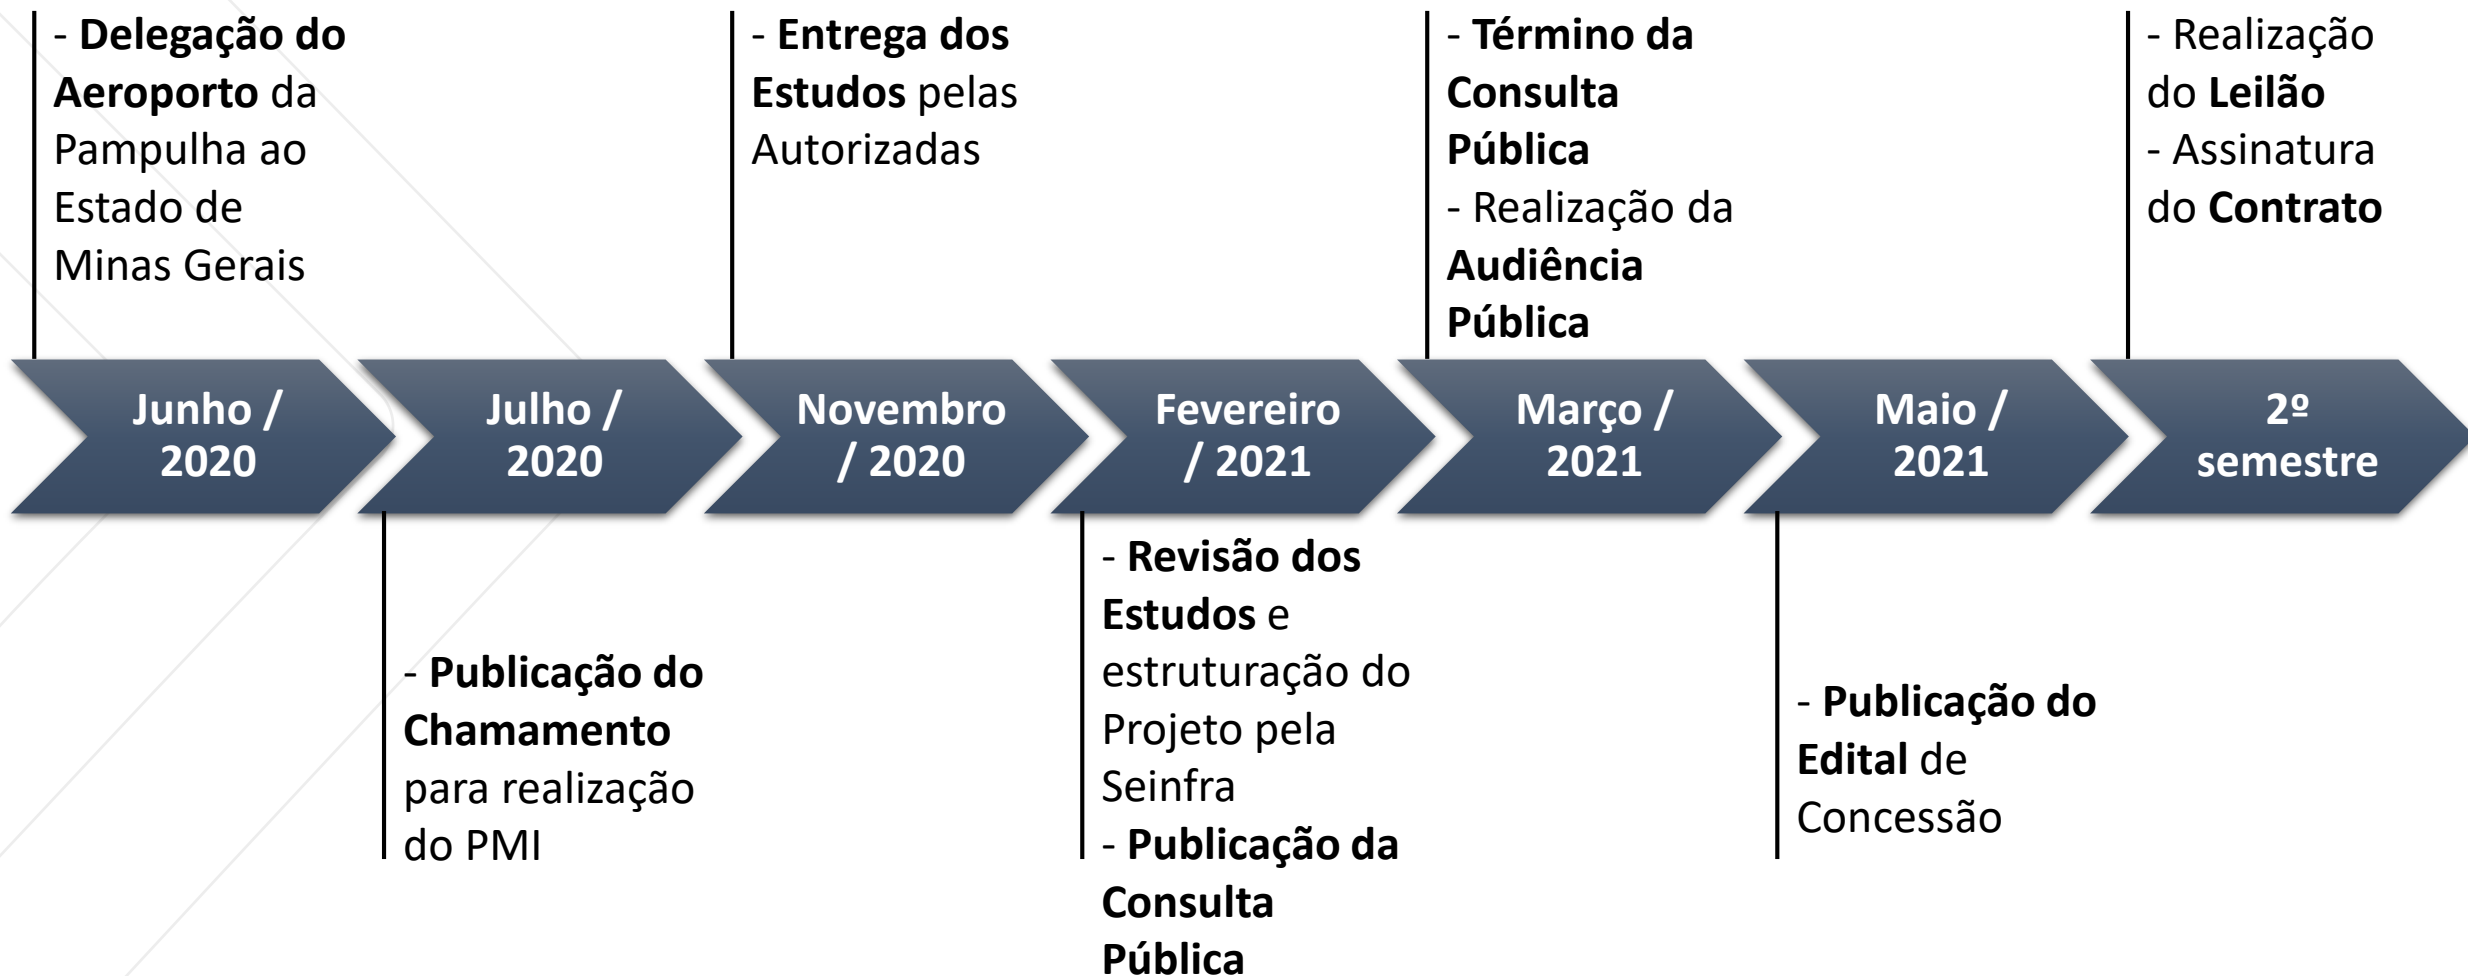 - Delegação do
Aeroporto da
Pampulha ao
Estado de
Minas Gerais
- Entrega dos
Estudos pelas
Autorizadas
- Término da
Consulta
Pública
- Realização da
Audiência
Pública
- Realização
do Leilão
- Assinatura
do Contrato
Junho /
2020
Julho /
2020
Novembro
/ 2020
Fevereiro
/ 2021
Março /
2021
Maio /
2021
2º
semestre
- Publicação do
Chamamento
para realização
do PMI
- Revisão dos
Estudos e
estruturação do
Projeto pela
Seinfra
- Publicação da
Consulta
Pública
- Publicação do
Edital de
Concessão